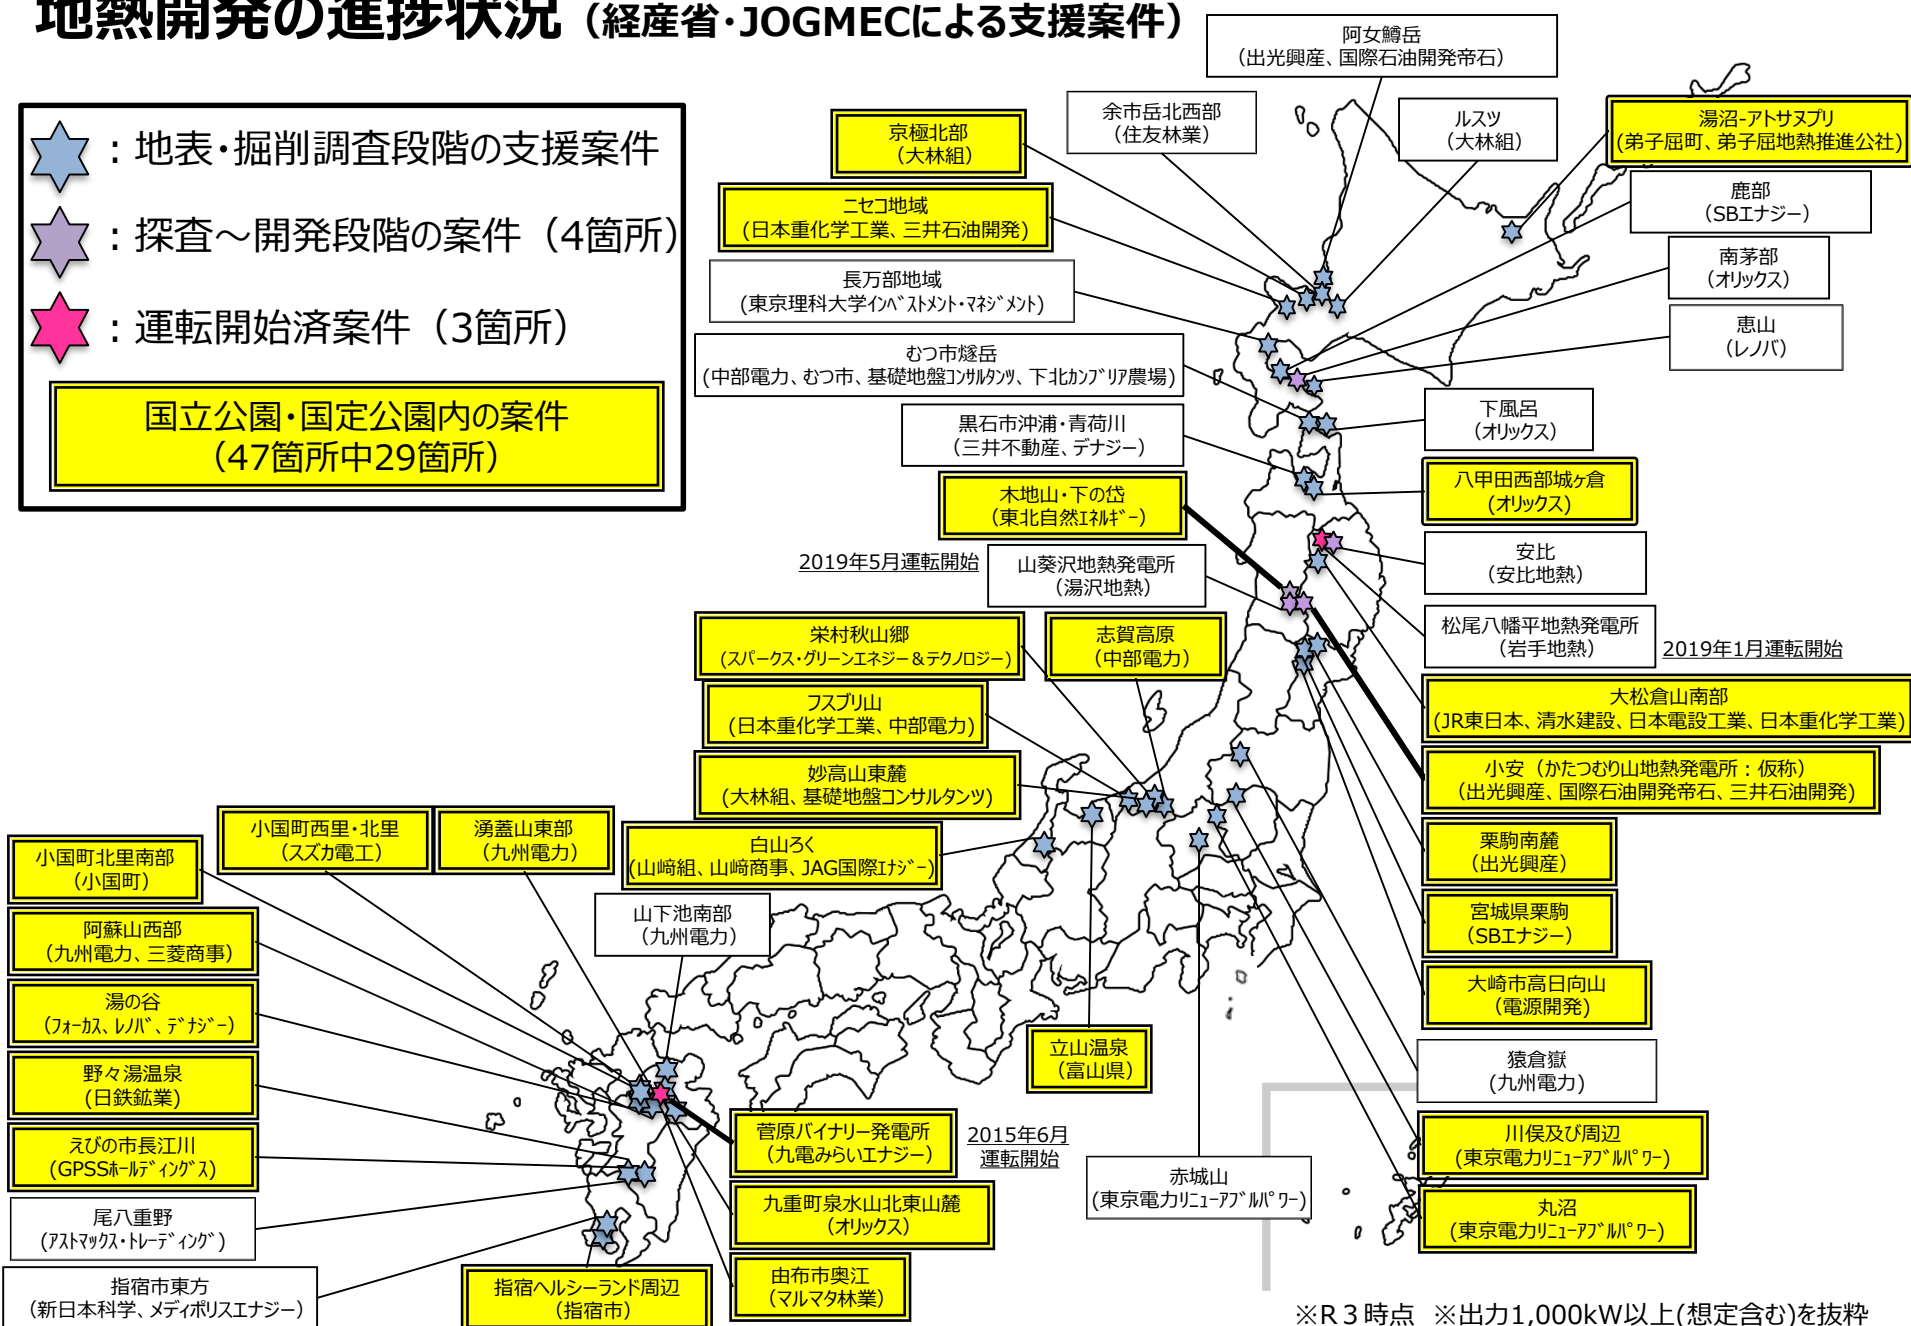 地熱開発の進捗状況（経産省・JOGMECによる支援案件）
：地表・掘削調査段階の支援案件
：探査～開発段階の案件（4箇所）
：運転開始済案件（3箇所）
国立公園・国定公園内の案件
（47箇所中29箇所）
阿女鱒岳
（出光興産、国際石油開発帝石）
余市岳北西部
（住友林業）
ルスツ
（大林組）
湯沼-アトサヌプリ
(弟子屈町、弟子屈地熱推進公社)
京極北部
（大林組）
ニセコ地域
（日本重化学工業、三井石油開発）
鹿部
（SBエナジー）
南茅部
（オリックス）
長万部地域
（東京理科大学ｲﾝﾍﾞｽﾄﾒﾝﾄ・ﾏﾈｼﾞﾒﾝﾄ）
恵山
（レノバ）
むつ市燧岳
（中部電力、むつ市、基礎地盤ｺﾝｻﾙﾀﾝﾂ、下北ｶﾝﾌﾞﾘｱ農場）
下風呂
（オリックス）
黒石市沖浦・青荷川
（三井不動産、デナジー）
八甲田西部城ヶ倉
（オリックス）
木地山・下の岱
（東北自然ｴﾈﾙｷﾞｰ）
安比
（安比地熱）
2019年5月運転開始
山葵沢地熱発電所
（湯沢地熱）
松尾八幡平地熱発電所
（岩手地熱）
2019年1月運転開始
栄村秋山郷
（スパークス・グリーンエネジー＆テクノロジー）
志賀高原
（中部電力）
大松倉山南部
（JR東日本、清水建設、日本電設工業、日本重化学工業）
フスブリ山
（日本重化学工業、中部電力）
小安（かたつむり山地熱発電所：仮称）
（出光興産、国際石油開発帝石、三井石油開発）
妙高山東麓
（大林組、基礎地盤コンサルタンツ）
栗駒南麓
（出光興産）
小国町西里・北里
（スズカ電工）
湧蓋山東部
（九州電力）
白山ろく
（山﨑組、山﨑商事、JAG国際ｴﾅｼﾞｰ）
小国町北里南部
（小国町）
宮城県栗駒
（SBエナジー）
山下池南部
（九州電力）
阿蘇山西部
（九州電力、三菱商事）
大崎市高日向山
（電源開発）
湯の谷
（ﾌｫｰｶｽ、ﾚﾉﾊﾞ、ﾃﾞﾅｼﾞｰ）
立山温泉
（富山県）
猿倉嶽
（九州電力）
野々湯温泉
（日鉄鉱業）
菅原バイナリー発電所
（九電みらいエナジー）
2015年6月
運転開始
川俣及び周辺
（東京電力ﾘﾆｭｰｱﾌﾞﾙﾊﾟﾜｰ）
えびの市長江川
（GPSSﾎｰﾙﾃﾞｨﾝｸﾞｽ）
赤城山
（東京電力ﾘﾆｭｰｱﾌﾞﾙﾊﾟﾜｰ）
九重町泉水山北東山麓
（オリックス）
丸沼
（東京電力ﾘﾆｭｰｱﾌﾞﾙﾊﾟﾜｰ）
尾八重野
（ｱｽﾄﾏｯｸｽ・ﾄﾚｰﾃﾞｨﾝｸﾞ）
指宿市東方
（新日本科学、メディポリスエナジー）
指宿ヘルシーランド周辺
（指宿市）
由布市奥江
（マルマタ林業）
※R３時点 ※出力1,000kW以上(想定含む)を抜粋